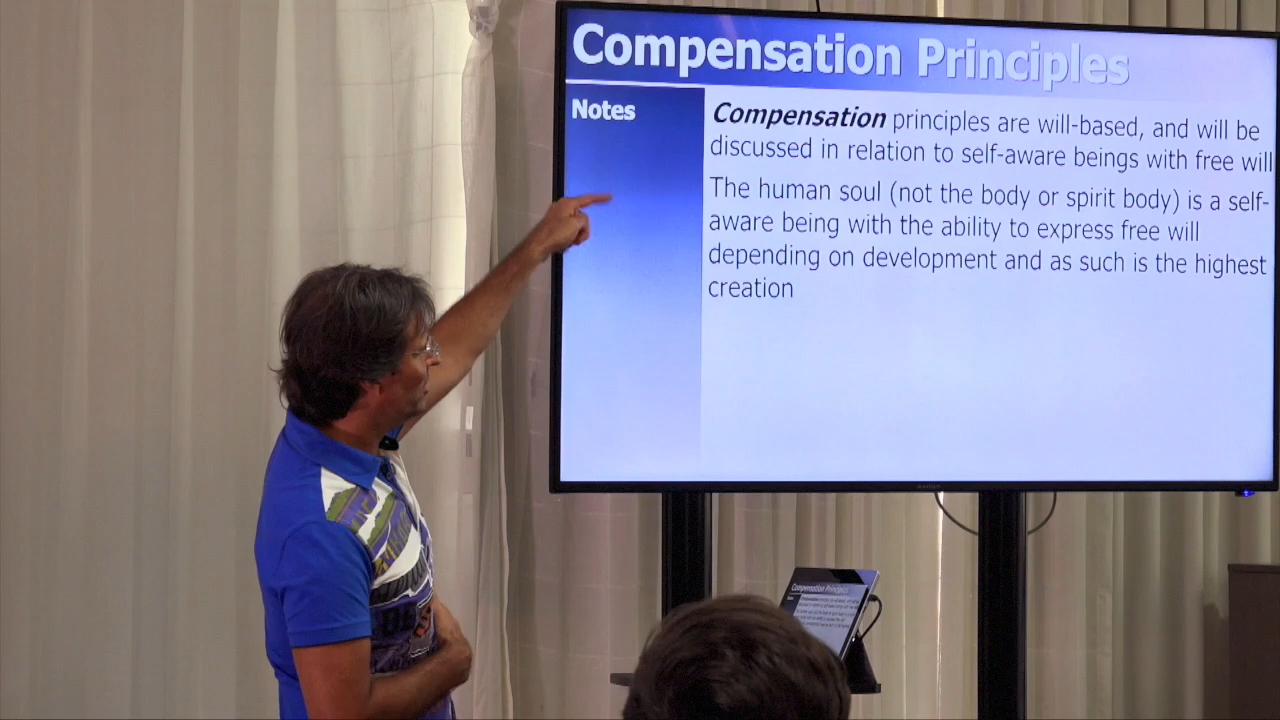 Compensation Principles
Notes
Compensation principles are will-based, and will be
discussed in relation to self-aware beings with free will
The human soul (not the body or spirit body) is a self-
aware being with the ability to express free will
depending on development and as such is the highest
creation
Compensation Principles